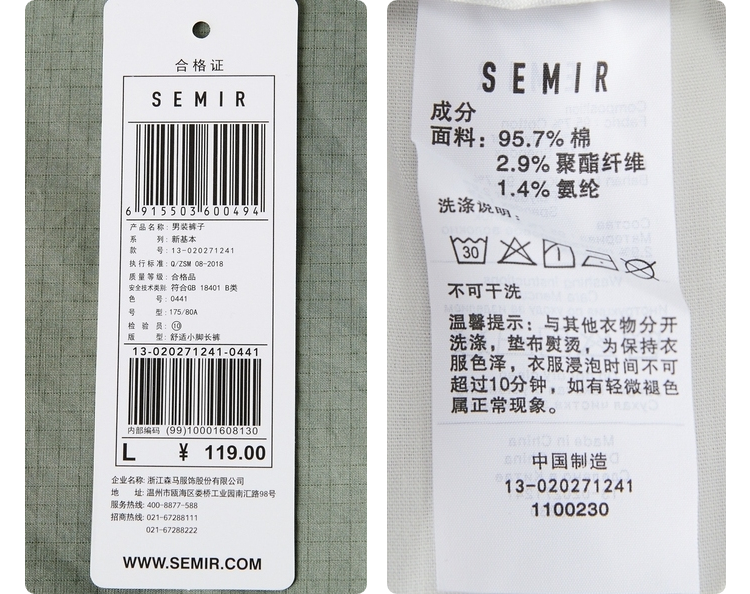 合格证
SEMIR
6 915503 600494
产品名称: 男装裤子
系 列: 新基本
款 号: 13-020271241
执行标准: Q/ZSM 08-2018
质量等级: 合格品
安全技术类别 符合GB 18401 B类
色 号: 0441
号 型: 175/80A
检 验 员: ⑩
版 型: 舒适小脚长裤
13-020271241-0441
内部编码 (99)10001608130
L ¥ 119.00
企业名称: 浙江森马服饰股份有限公司
地 址: 温州市瓯海区娄桥工业园南汇路98号
服务热线: 400-8877-588
招商热线: 021-67288111
021-67288222
WWW.SEMIR.COM
SEMIR
成分
面料: 95.7% 棉
2.9% 聚酯纤维
1.4% 氨纶
洗涤说明:
30
不可干洗
温馨提示: 与其他衣物分开
洗涤, 垫布熨烫, 为保持衣
服色泽, 衣服浸泡时间不可
超过10分钟, 如有轻微褪色
属正常现象。
中国制造
13-020271241
1100230